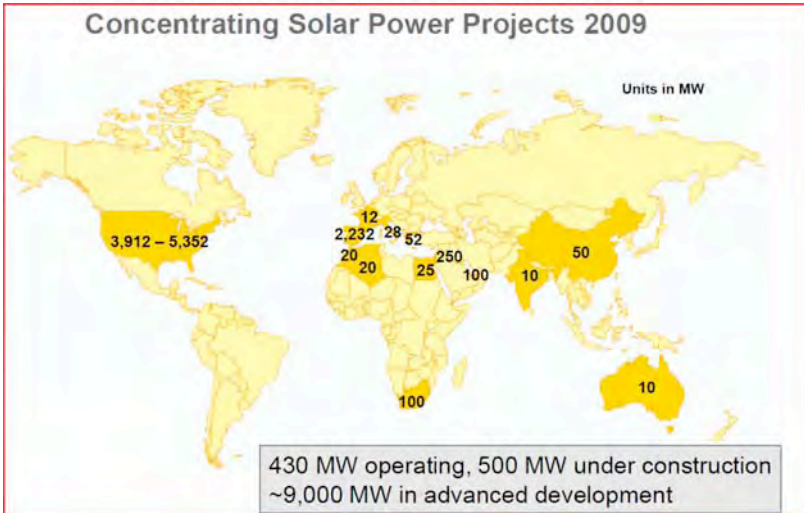 Concentrating Solar Power Projects 2009
Units in MW
12
3,912 – 5,352
2,232
28
52
20
20
25
250
100
10
50
100
10
430 MW operating, 500 MW under construction
~9,000 MW in advanced development